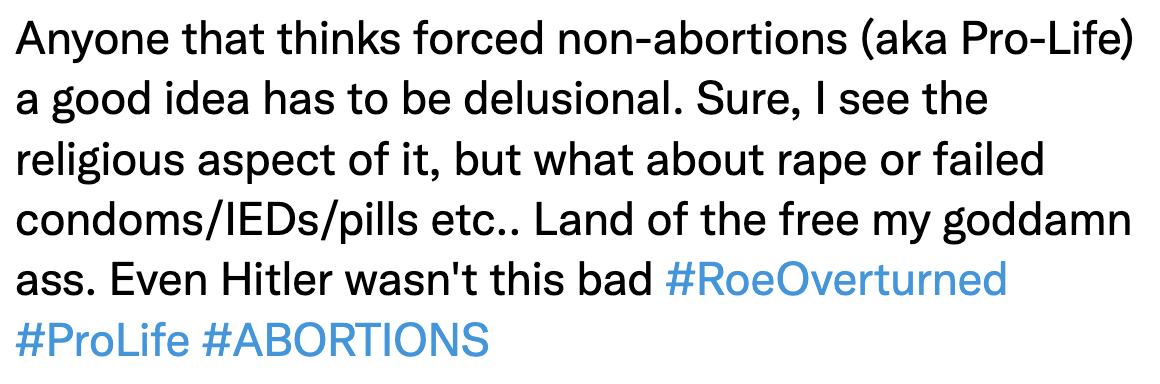 Anyone that thinks forced non-abortions (aka Pro-Life)
a good idea has to be delusional. Sure, I see the
religious aspect of it, but what about rape or failed
condoms/IEDs/pills etc.. Land of the free my goddamn
ass. Even Hitler wasn't this bad #RoeOverturned
#ProLife #ABORTIONS